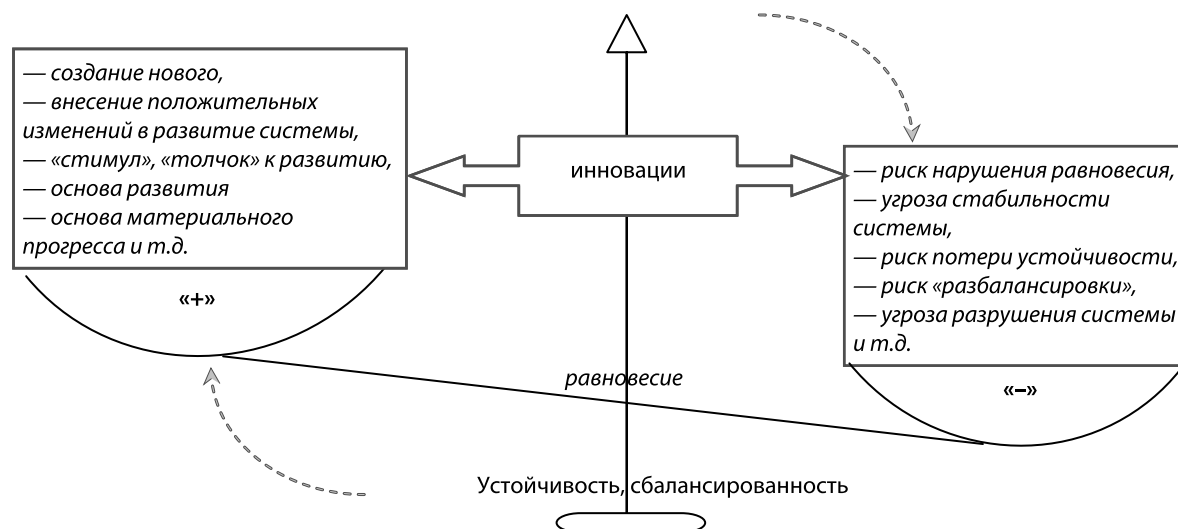 — создание нового,
— внесение положительных
изменений в развитие системы,
— «стимул», «толчок» к развитию,
— основа развития
— основа материального
прогресса и т.д.
«+»
инновации
— риск нарушения равновесия,
— угроза стабильности
системы,
— риск потери устойчивости,
— риск «разбалансировки»,
— угроза разрушения системы
и т.д.
«–»
равновесие
Устойчивость, сбалансированность